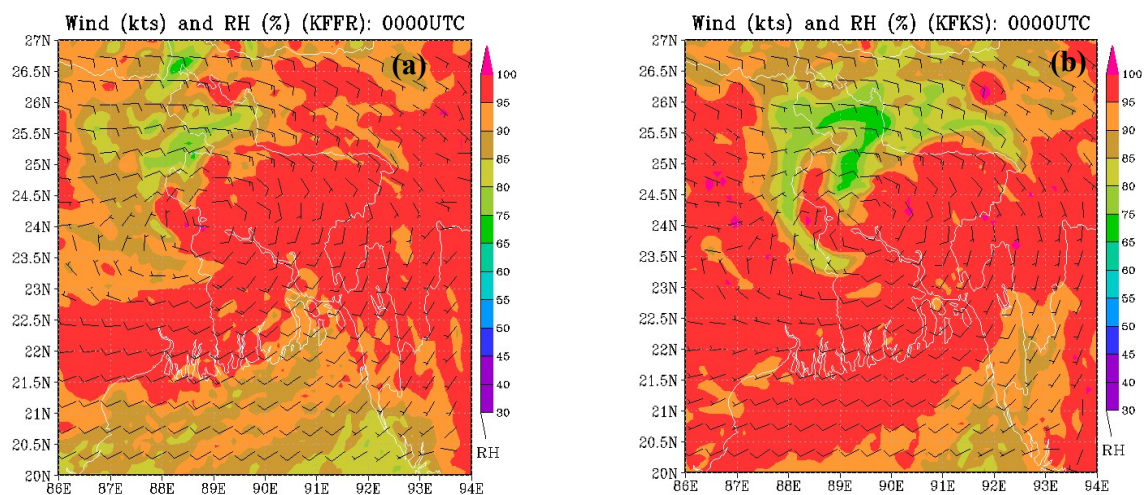 Wind (kts) and RH (%) (KFFR): 0000UTC
(a)
27N
26.5N
26N
25.5N
25N
24.5N
24N
23.5N
23N
22.5N
22N
21.5N
21N
20.5N
20N
86E 87E 88E 89E 90E 91E 92E 93E 94E
100
95
90
85
80
75
65
60
55
50
45
40
30
RH
Wind (kts) and RH (%) (KFKS): 0000UTC
(b)
27N
26.5N
26N
25.5N
25N
24.5N
24N
23.5N
23N
22.5N
22N
21.5N
21N
20.5N
20N
86E 87E 88E 89E 90E 91E 92E 93E 94E
100
95
90
85
80
75
65
60
55
50
45
40
30
RH